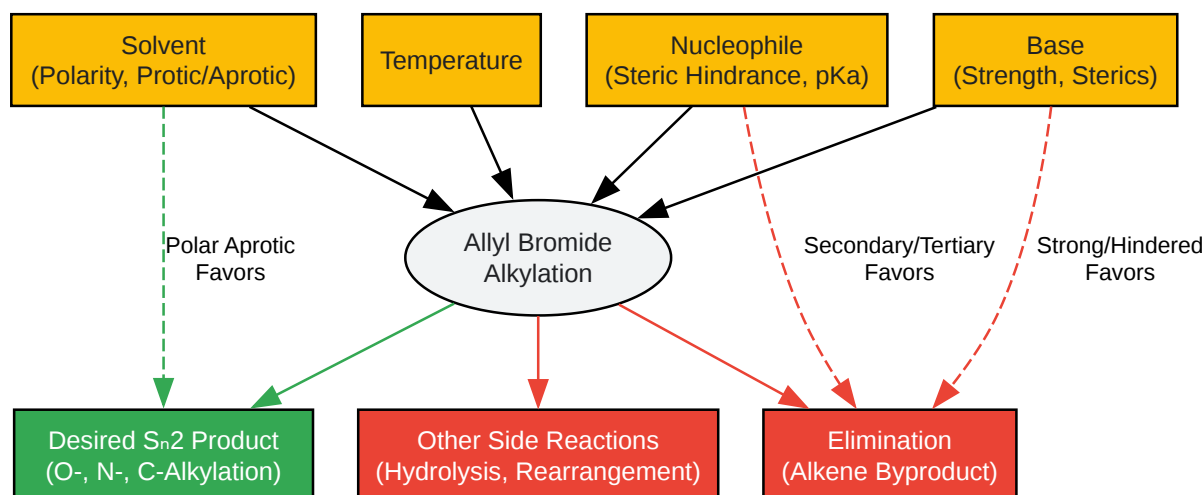 Solvent
(Polarity, Protic/Aprotic)
Temperature
Nucleophile
(Steric Hindrance, pKa)
Base
(Strength, Sterics)
Allyl Bromide
Alkylation
Polar Aprotic
Favors
Secondary/Tertiary
Favors
Strong/Hindered
Favors
Desired Sₙ2 Product
(O-, N-, C-Alkylation)
Other Side Reactions
(Hydrolysis, Rearrangement)
Elimination
(Alkene Byproduct)